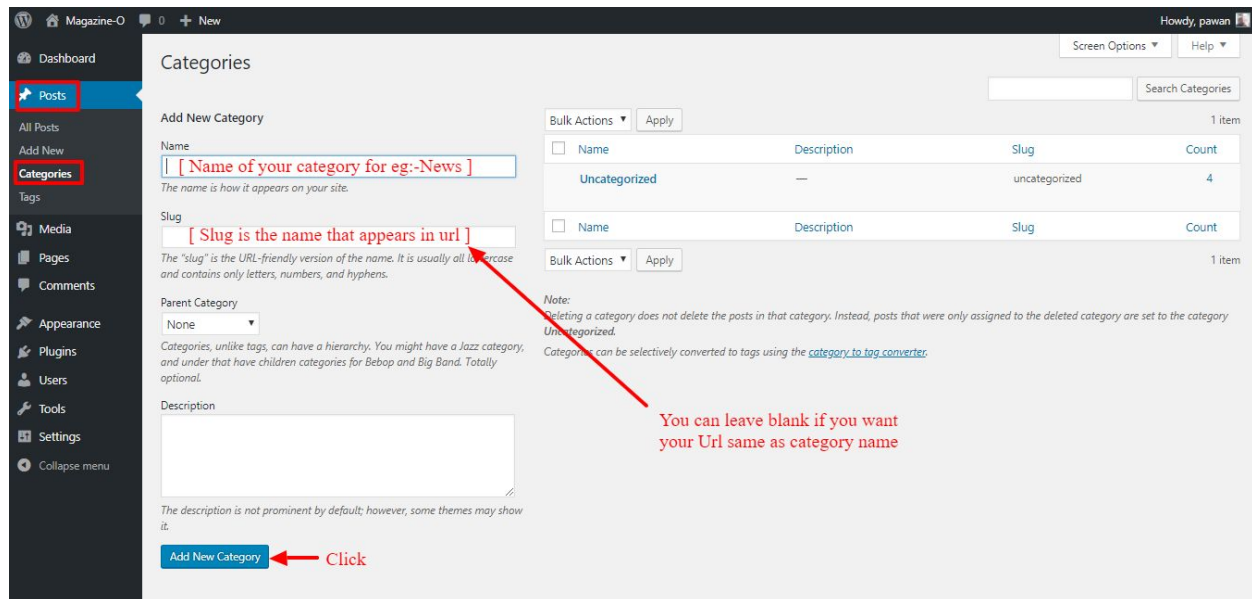 Magazine-O 0 + New Howdy, pawan
Screen Options ▼ Help ▼
Dashboard
Posts
All Posts
Add New
Categories
Tags
Media
Pages
Comments
Appearance
Plugins
Users
Tools
Settings
Collapse menu
Categories
Search Categories
Add New Category
Name
[ Name of your category for eg:-News ]
The name is how it appears on your site.
Slug
[ Slug is the name that appears in url ]
The "slug" is the URL-friendly version of the name. It is usually all lowercase
and contains only letters, numbers, and hyphens.
Parent Category
None ▼
Categories, unlike tags, can have a hierarchy. You might have a Jazz category,
and under that have children categories for Bebop and Big Band. Totally
optional.
Description
The description is not prominent by default; however, some themes may show
it.
Add New Category
Click
Bulk Actions ▼ Apply 1 item
Name Description Slug Count
Uncategorized — uncategorized 4
Name Description Slug Count
Bulk Actions ▼ Apply 1 item
Note:
Deleting a category does not delete the posts in that category. Instead, posts that were only assigned to the deleted category are set to the category
Uncategorized.
Categories can be selectively converted to tags using the category to tag converter.
You can leave blank if you want
your Url same as category name